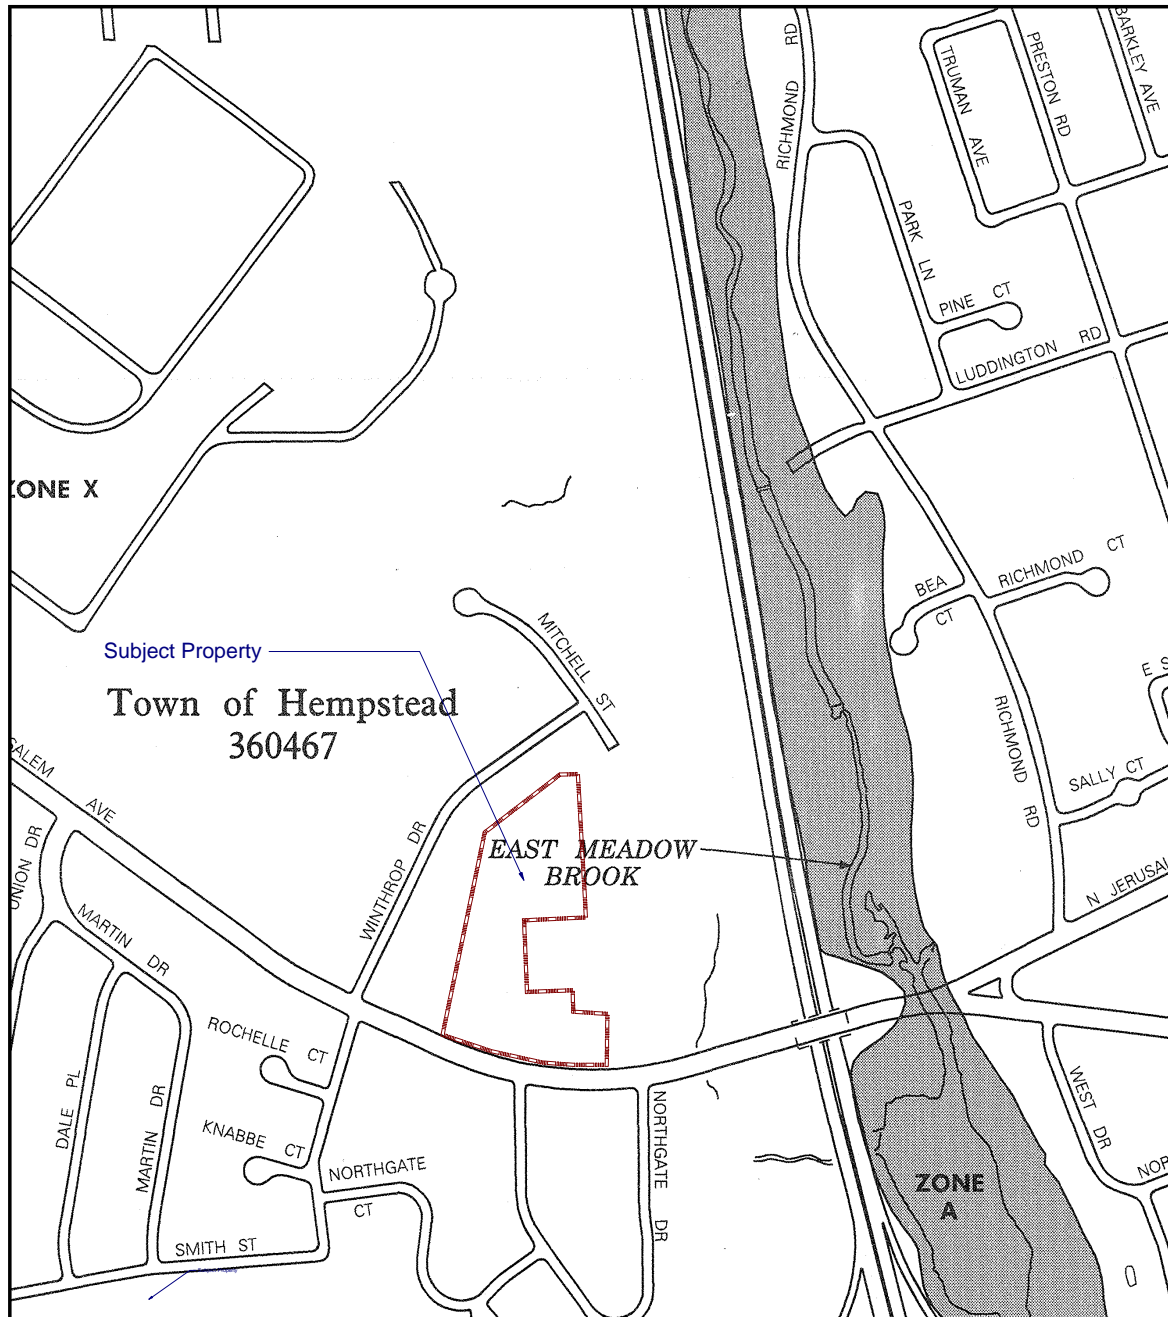 RICHMOND RD
TRUMAN AVE
PRESTON RD
BARKLEY AVE
PARK LN
PINE CT
LUDDINGTON RD
ZONE X
BEA CT
RICHMOND CT
MITCHELL ST
Subject Property
Town of Hempstead
360467
E S
RICHMOND RD
SALEM AVE
SALLY CT
UNION DR
WINTHROP DR
EAST MEADOW
BROOK
N JERUSA
MARTIN DR
ROCHELLE CT
DALE PL
MARTIN DR
KNABBE CT
NORTHGATE DR
WEST DR
NORTHGATE
CT
NOR
ZONE
A
SMITH ST